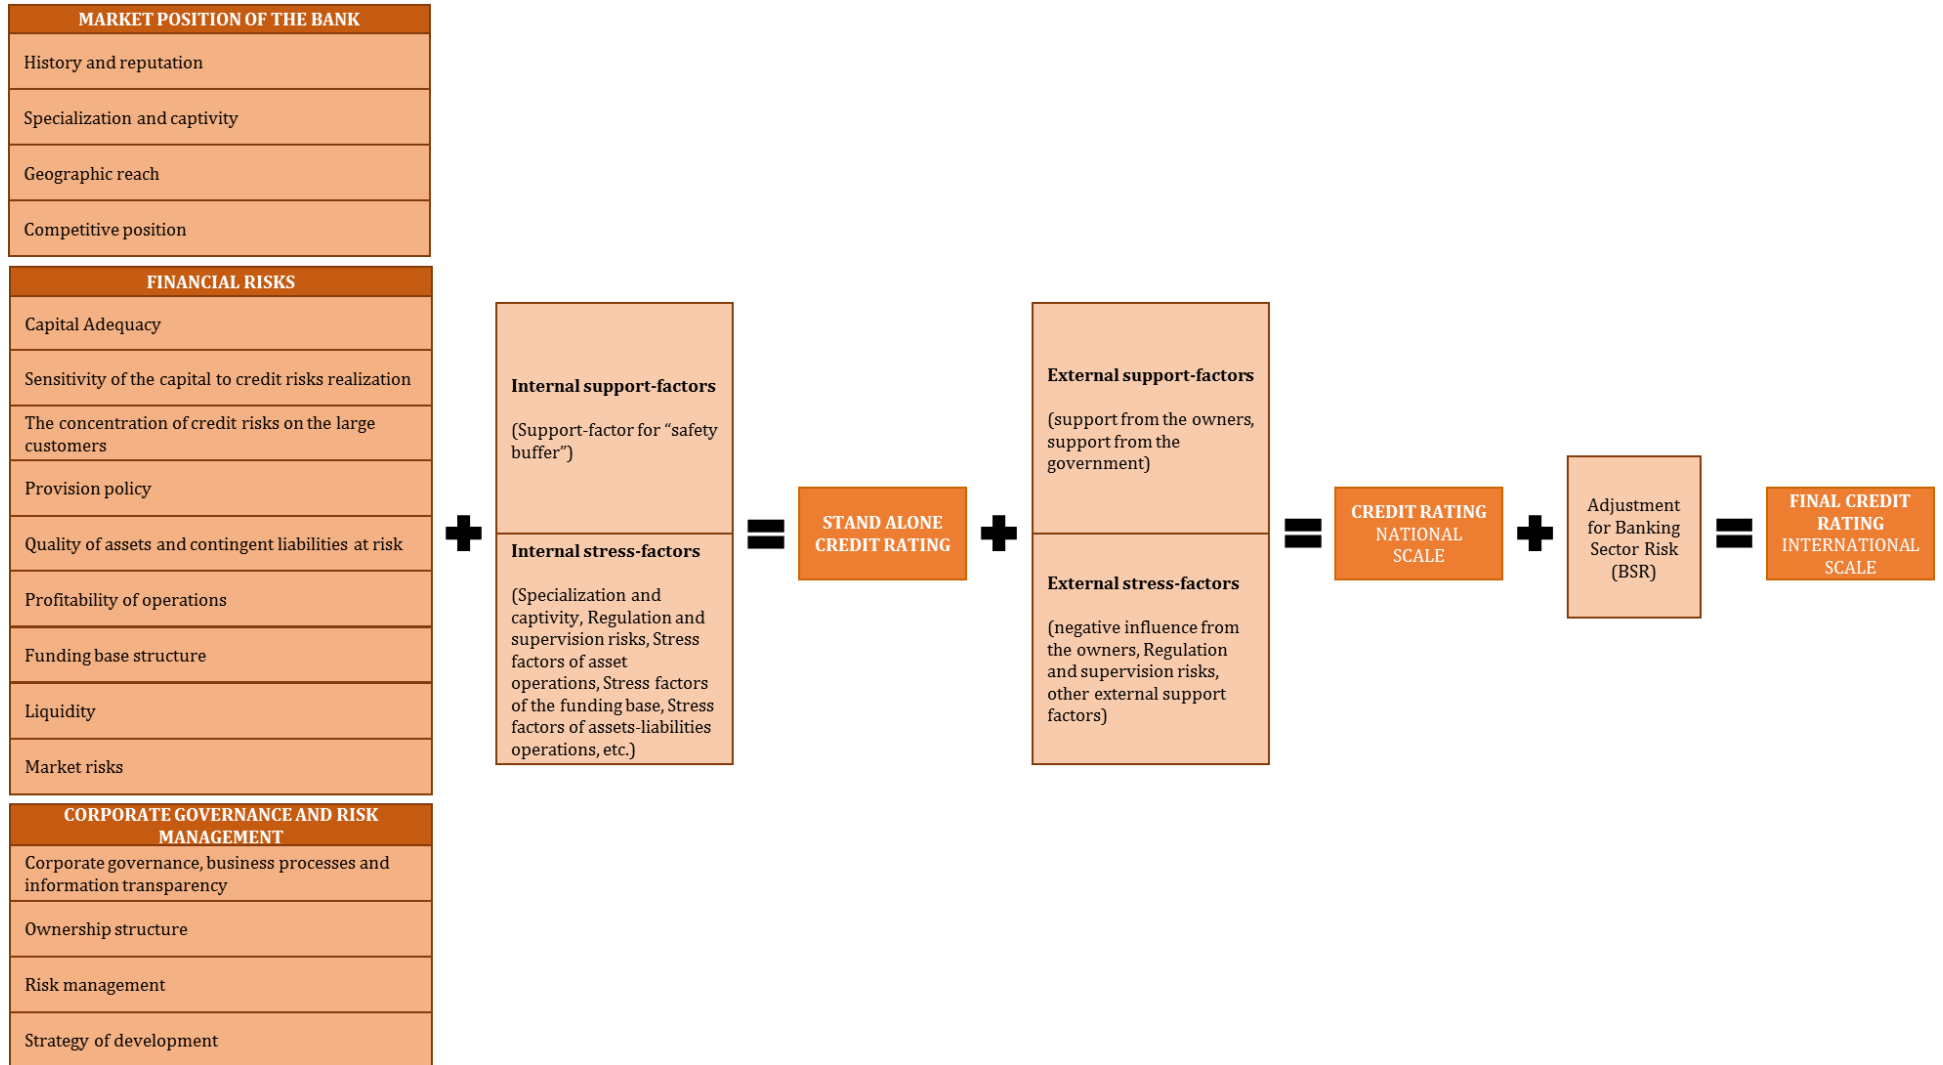 MARKET POSITION OF THE BANK
History and reputation
Specialization and captivity
Geographic reach
Competitive position
FINANCIAL RISKS
Capital Adequacy
Sensitivity of the capital to credit risks realization
The concentration of credit risks on the large
customers
Provision policy
Quality of assets and contingent liabilities at risk
Profitability of operations
Funding base structure
Liquidity
Market risks
CORPORATE GOVERNANCE AND RISK
MANAGEMENT
Corporate governance, business processes and
information transparency
Ownership structure
Risk management
Strategy of development
Internal support-factors
(Support-factor for “safety
buffer”)
Internal stress-factors
(Specialization and
captivity, Regulation and
supervision risks, Stress
factors of asset
operations, Stress factors
of the funding base, Stress
factors of assets-liabilities
operations, etc.)
STAND ALONE
CREDIT RATING
External support-factors
(support from the owners,
support from the
government)
External stress-factors
(negative influence from
the owners, Regulation
and supervision risks,
other external support
factors)
CREDIT RATING
NATIONAL
SCALE
Adjustment
for Banking
Sector Risk
(BSR)
FINAL CREDIT
RATING
INTERNATIONAL
SCALE